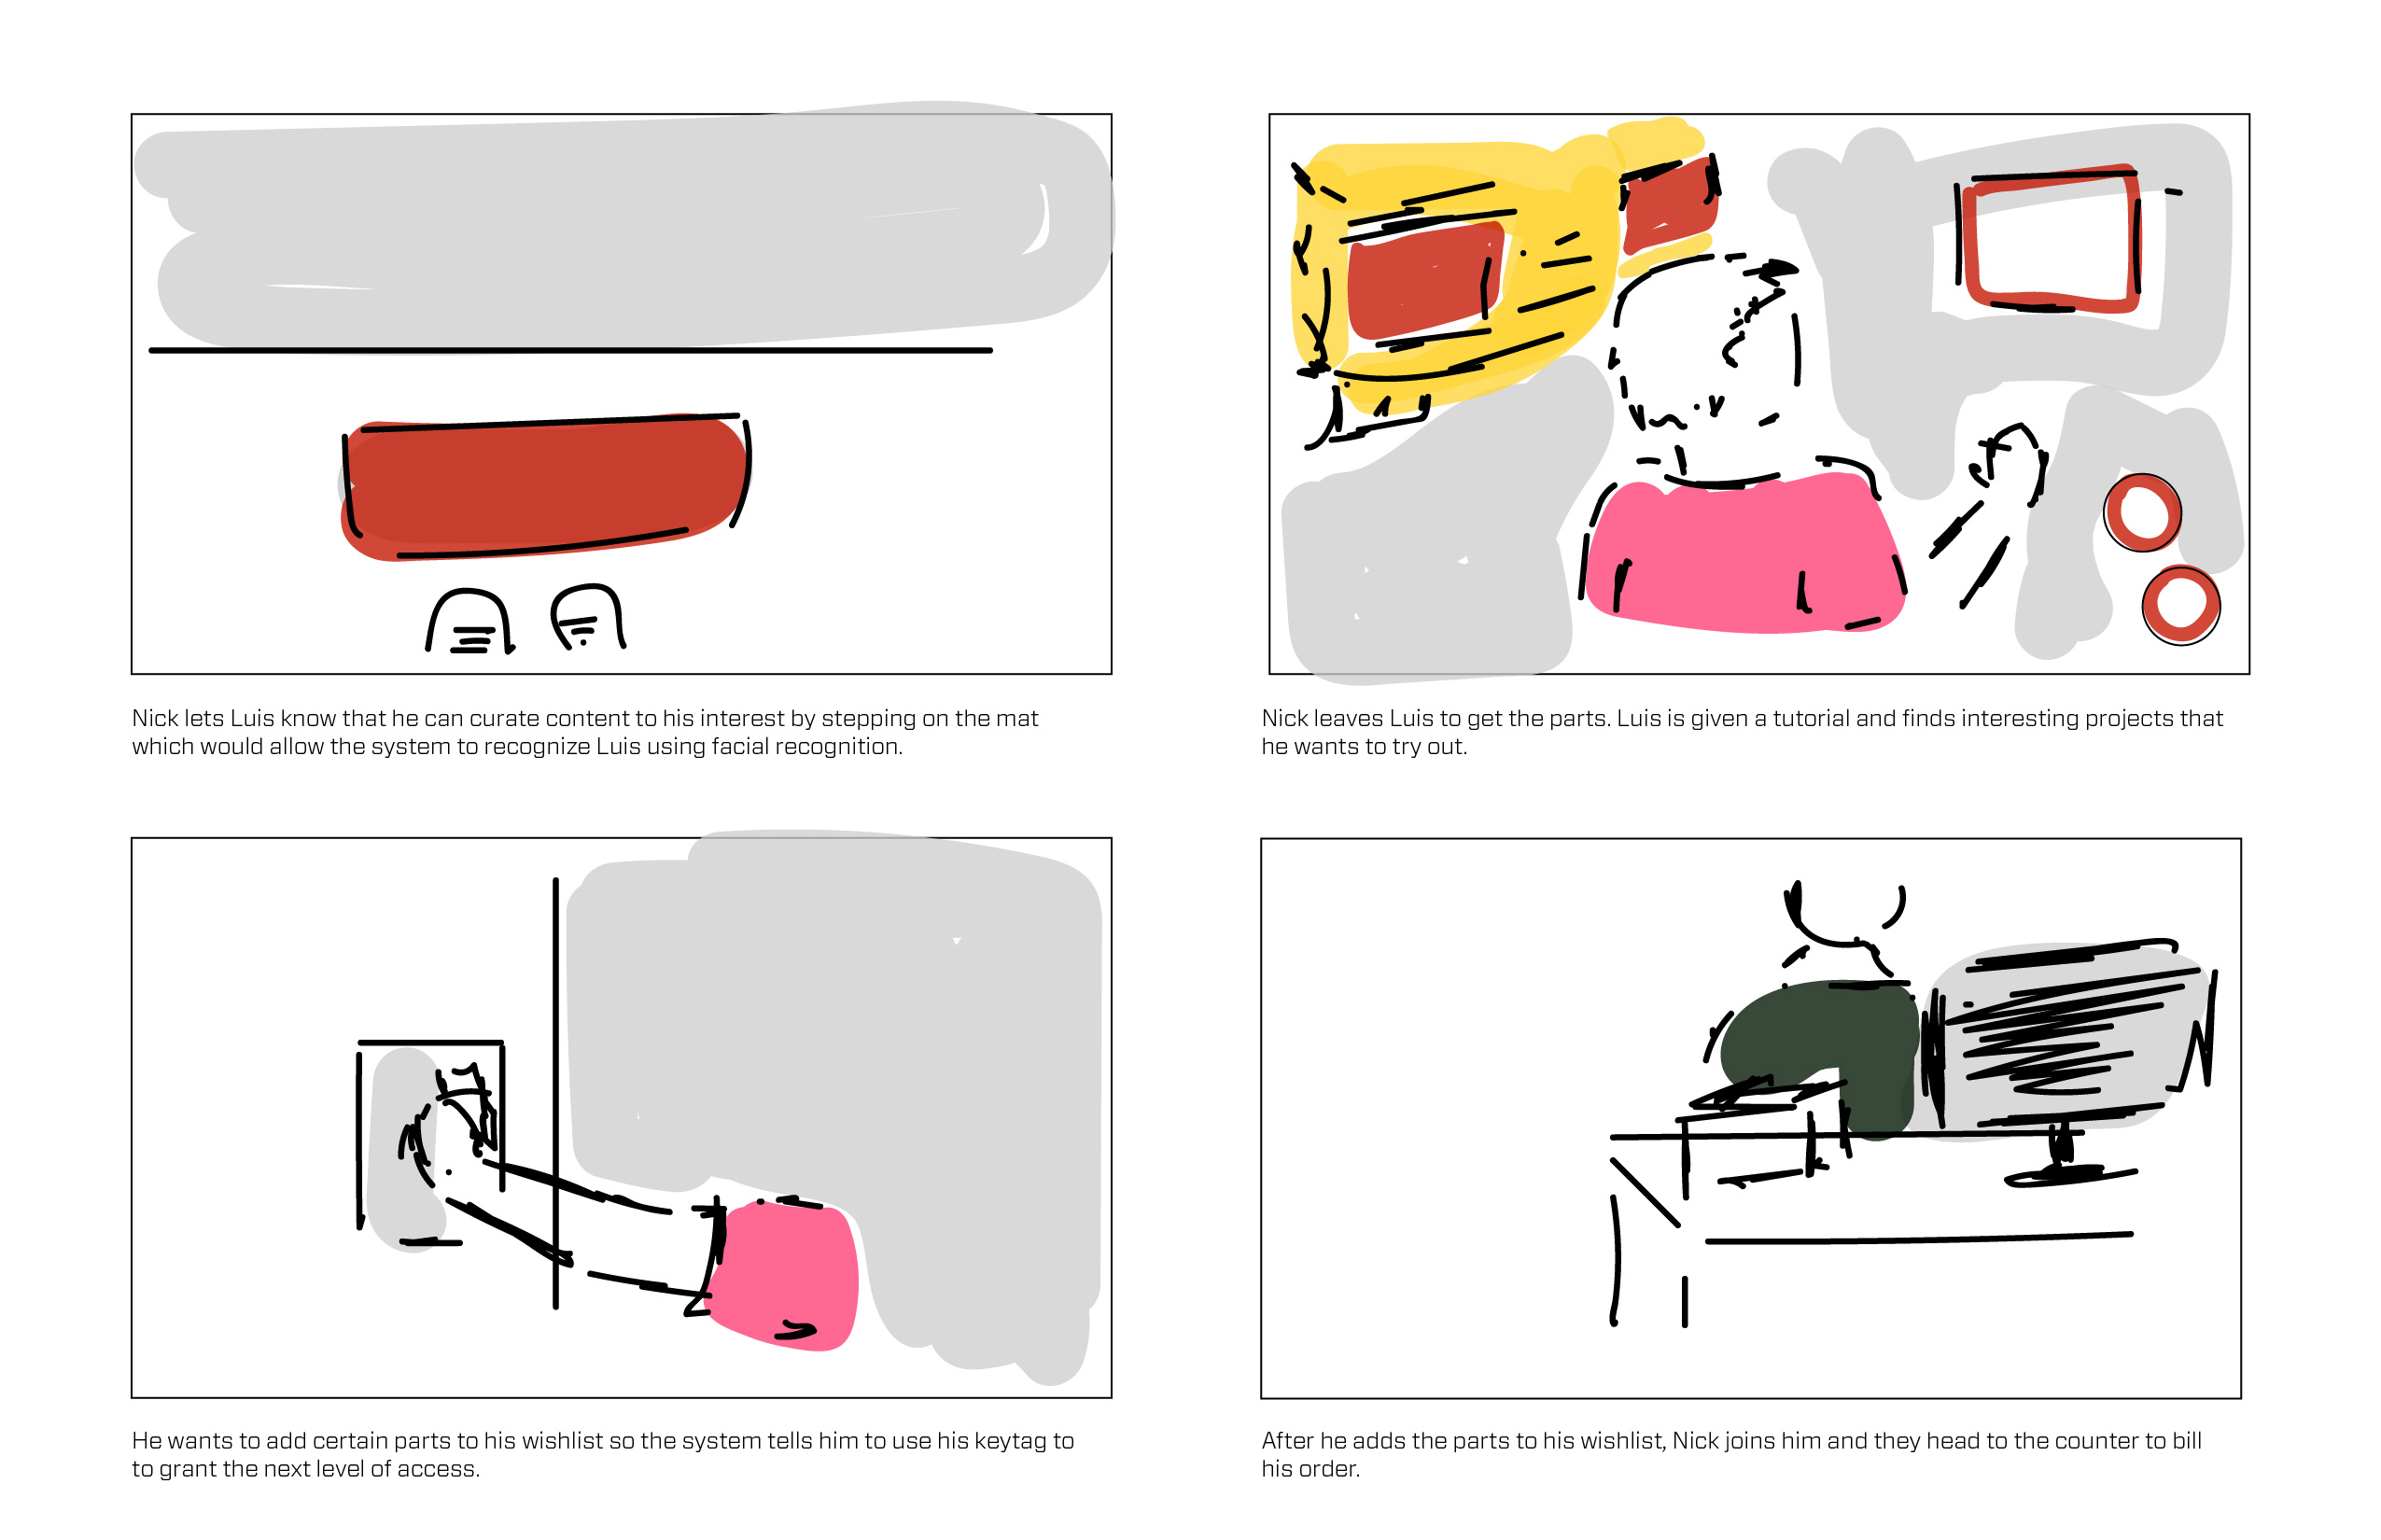 Nick lets Luis know that he can curate content to his interest by stepping on the mat
which would allow the system to recognize Luis using facial recognition.
Nick leaves Luis to get the parts. Luis is given a tutorial and finds interesting projects that
he wants to try out.
He wants to add certain parts to his wishlist so the system tells him to use his keytag to
to grant the next level of access.
After he adds the parts to his wishlist, Nick joins him and they head to the counter to bill
his order.